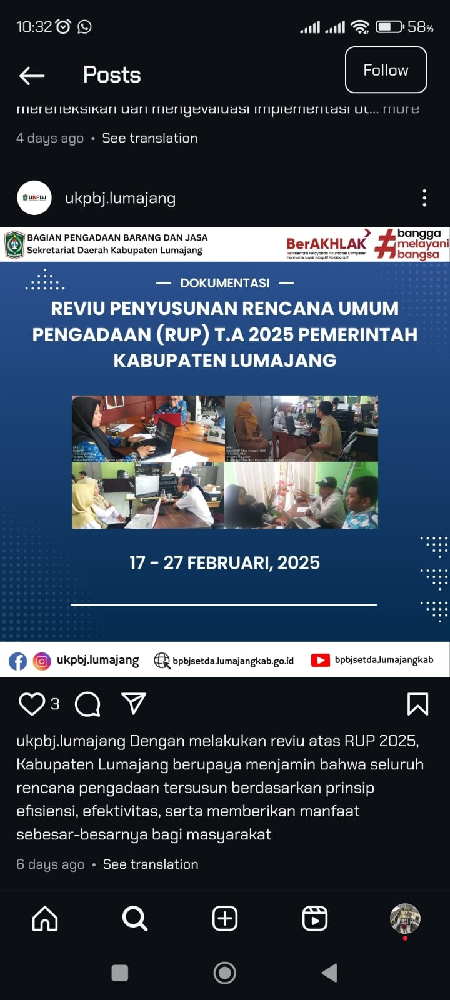 10:32
58%
Posts
Follow
merefleksikan dan mengevaluasi implementasi ut... more
4 days ago • See translation
UKPBJ
ukpbj.lumajang
BAGIAN PENGADAAN BARANG DAN JASA
Sekretariat Daerah Kabupaten Lumajang
BerAKHLAK
Berorientasi Pelayanan Akuntabel Kompeten
Harmonis Loyal Adaptif Kolaboratif
#bangga
melayani
bangsa
— DOKUMENTASI —
REVIU PENYUSUNAN RENCANA UMUM
PENGADAAN (RUP) T.A 2025 PEMERINTAH
KABUPATEN LUMAJANG
17 - 27 FEBRUARI, 2025
ukpbj.lumajang
bpbjsetda.lumajangkab.go.id
bpbjsetda.lumajangkab
3
ukpbj.lumajang Dengan melakukan reviu atas RUP 2025,
Kabupaten Lumajang berupaya menjamin bahwa seluruh
rencana pengadaan tersusun berdasarkan prinsip
efisiensi, efektivitas, serta memberikan manfaat
sebesar-besarnya bagi masyarakat
6 days ago • See translation